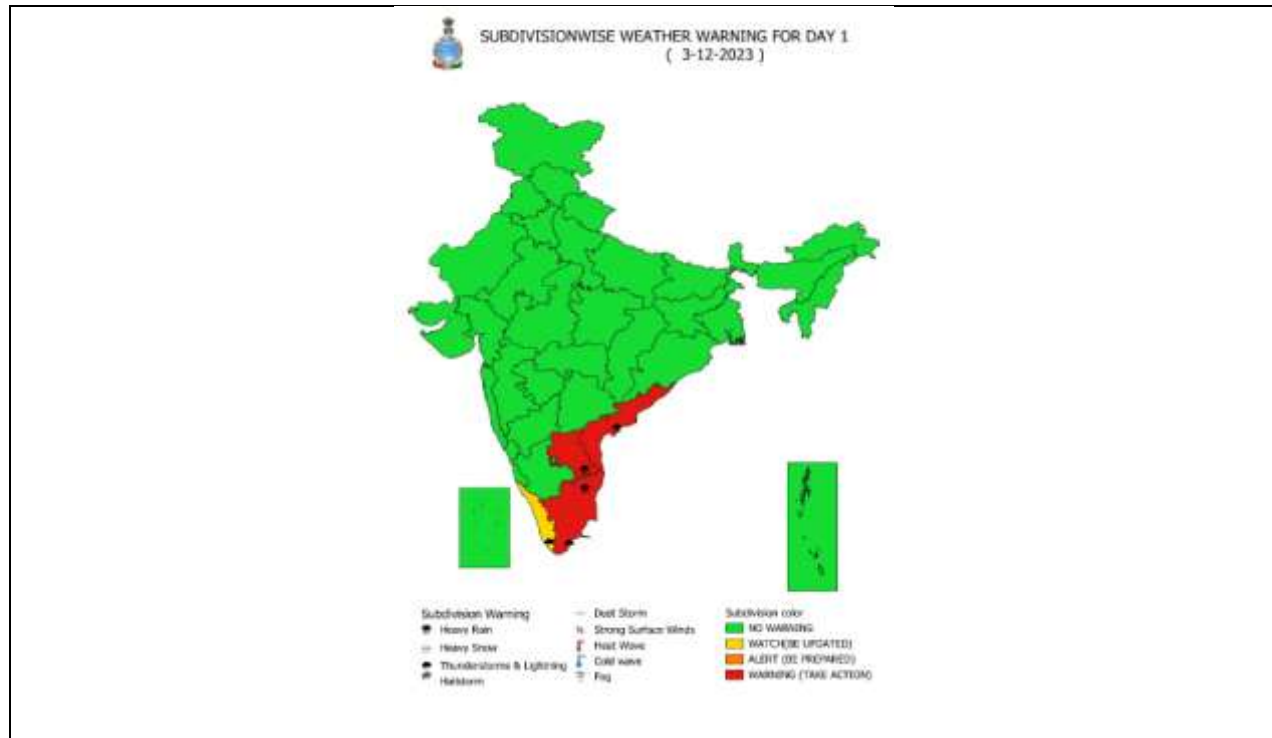 SUBDIVISIONWISE WEATHER WARNING FOR DAY 1
( 3-12-2023 )
Subdivision Warning
Heavy Rain
Heavy Snow
Thunderstorms & Lightning
Hailstorm
Dust Storm
Strong Surface Winds
Heat Wave
Cold wave
Fog
Subdivision color
NO WARNING
WATCH(BE UPDATED)
ALERT (BE PREPARED)
WARNING (TAKE ACTION)